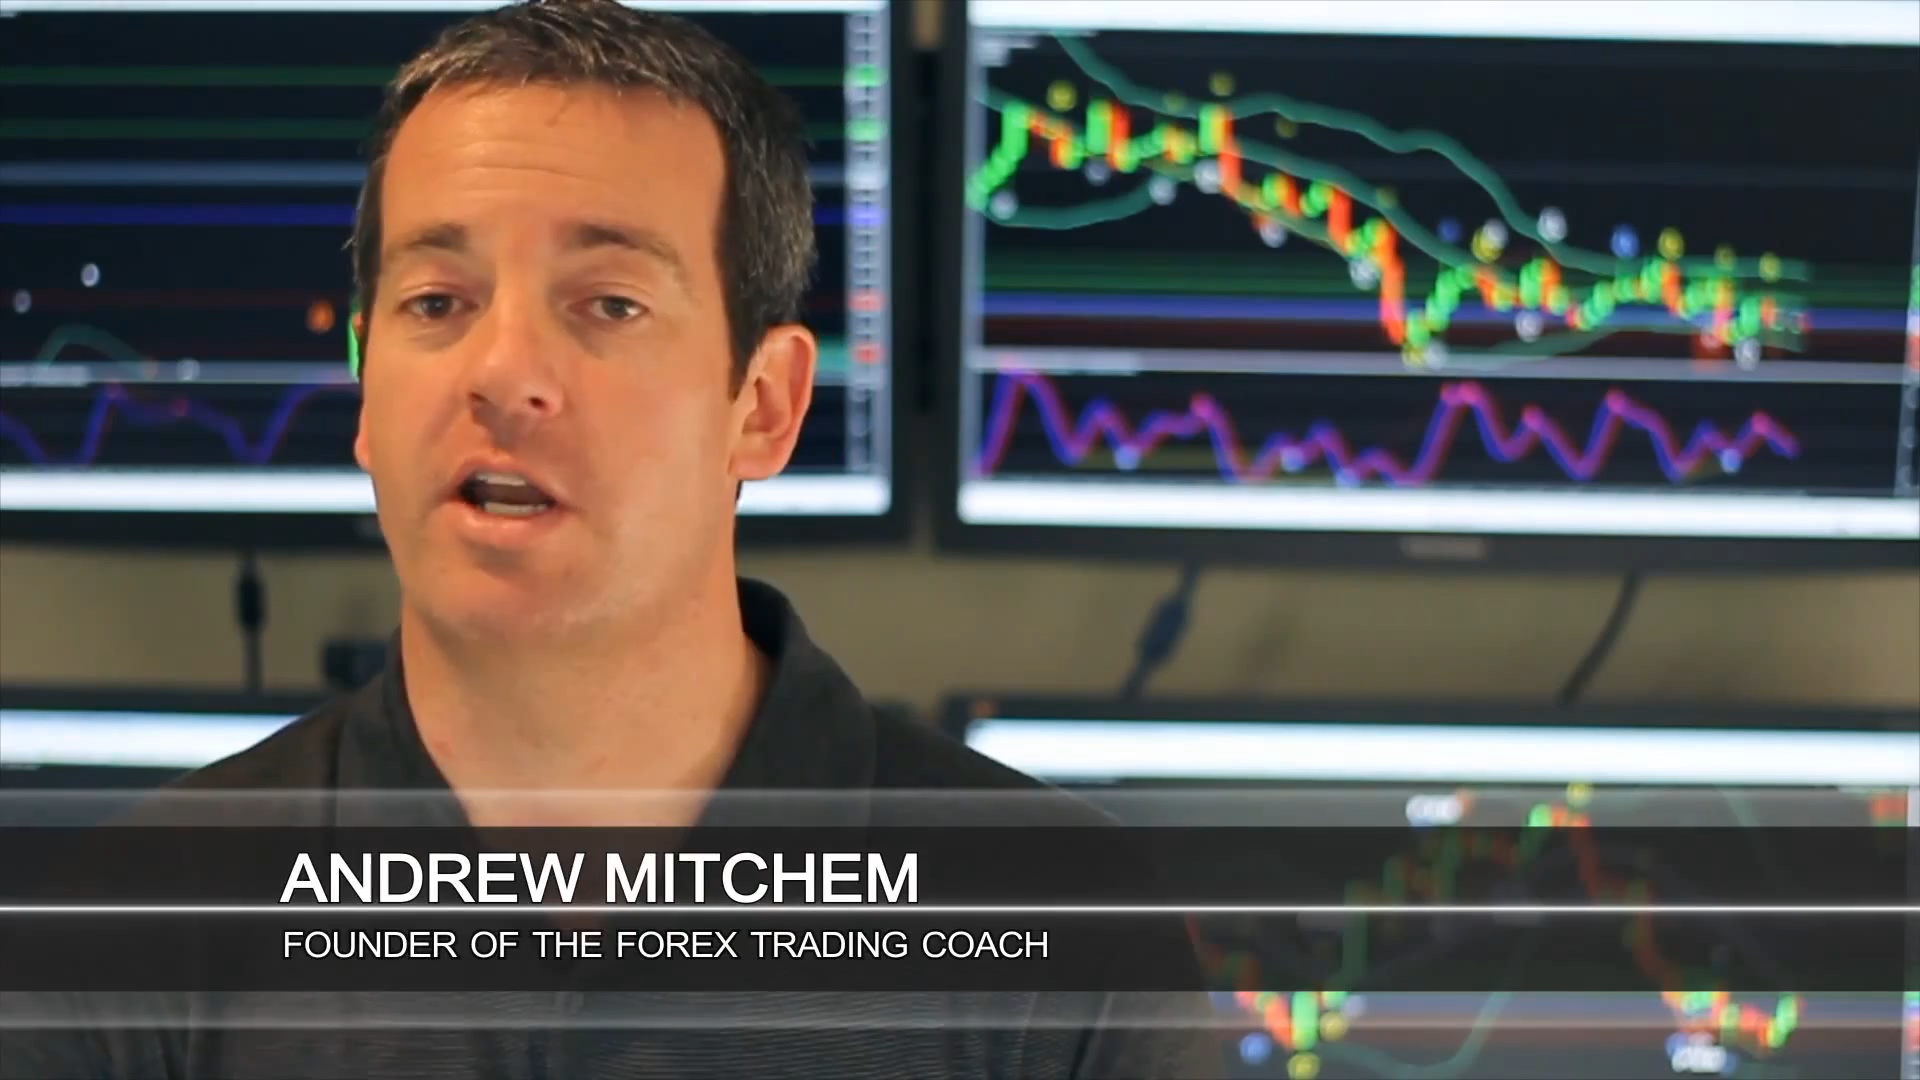 ANDREW MITCHEM
FOUNDER OF THE FOREX TRADING COACH